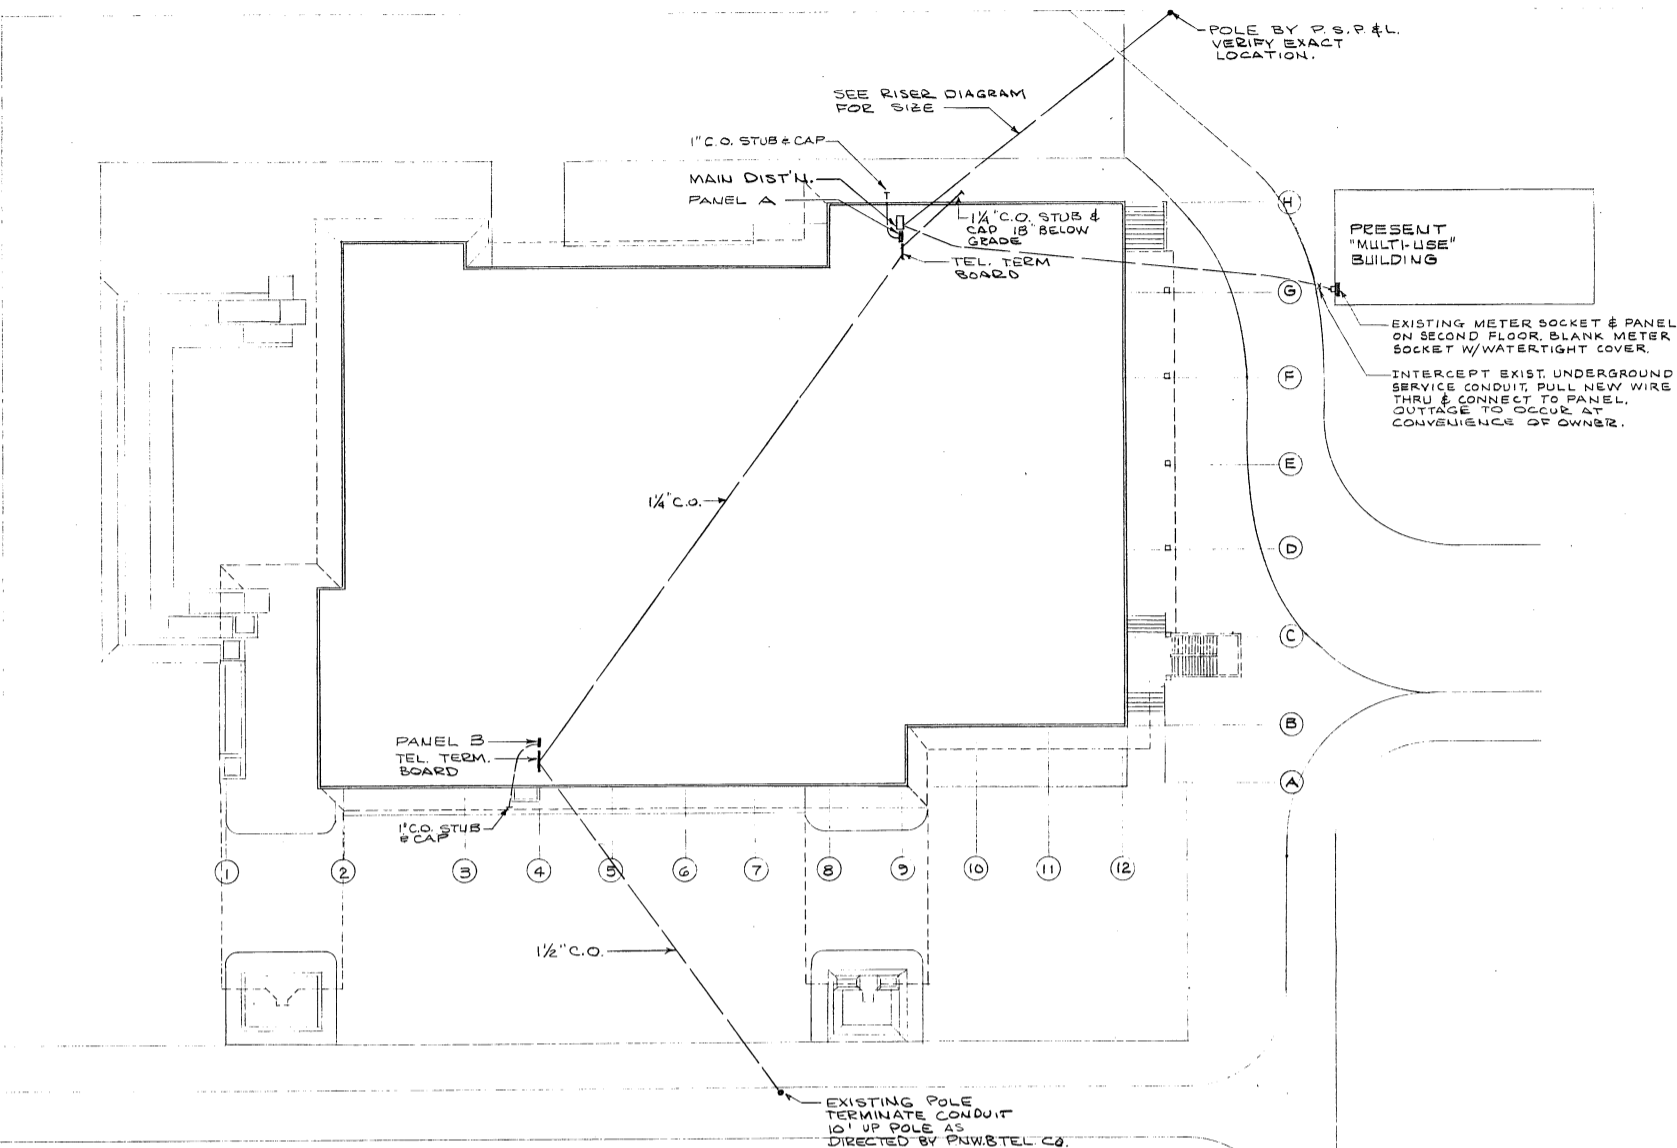 POLE BY P.S.P.&L.
VERIFY EXACT
LOCATION.
SEE RISER DIAGRAM
FOR SIZE
1" C.O. STUB & CAP
MAIN DIST'N.
PANEL A
1¼" C.O. STUB &
CAP 18" BELOW
GRADE
TEL. TERM
BOARD
H
PRESENT
"MULTI-USE"
BUILDING
G
EXISTING METER SOCKET & PANEL
ON SECOND FLOOR. BLANK METER
SOCKET W/WATERTIGHT COVER.
INTERCEPT EXIST. UNDERGROUND
SERVICE CONDUIT, PULL NEW WIRE
THRU & CONNECT TO PANEL.
OUTTAGE TO OCCUR AT
CONVENIENCE OF OWNER.
F
E
1¼" C.O.
D
C
B
PANEL B
TEL. TERM.
BOARD
A
1" C.O. STUB
& CAP
1 2 3 4 5 6 7 8 9 10 11 12
1½" C.O.
EXISTING POLE
TERMINATE CONDUIT
10' UP POLE AS
DIRECTED BY P.N.W.B.TEL CO.